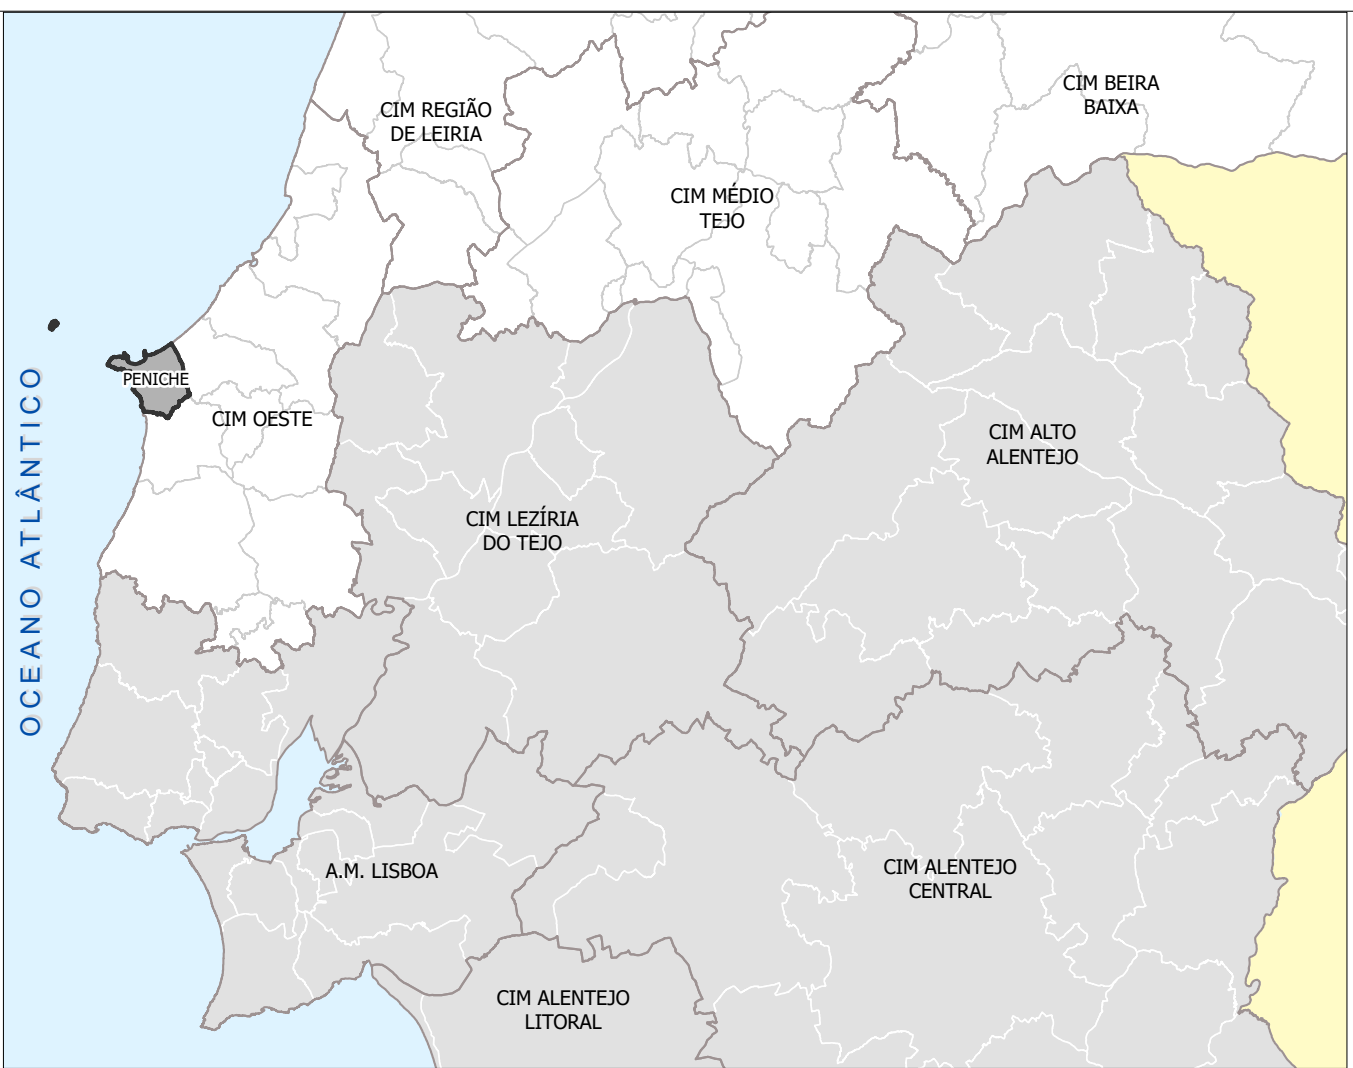 CIM REGIÃO
DE LEIRIA
CIM BEIRA
BAIXA
CIM MÉDIO
TEJO
PENICHE
CIM OESTE
OCEANO ATLÂNTICO
CIM ALTO
ALENTEJO
CIM LEZÍRIA
DO TEJO
A.M. LISBOA
CIM ALENTEJO
CENTRAL
CIM ALENTEJO
LITORAL